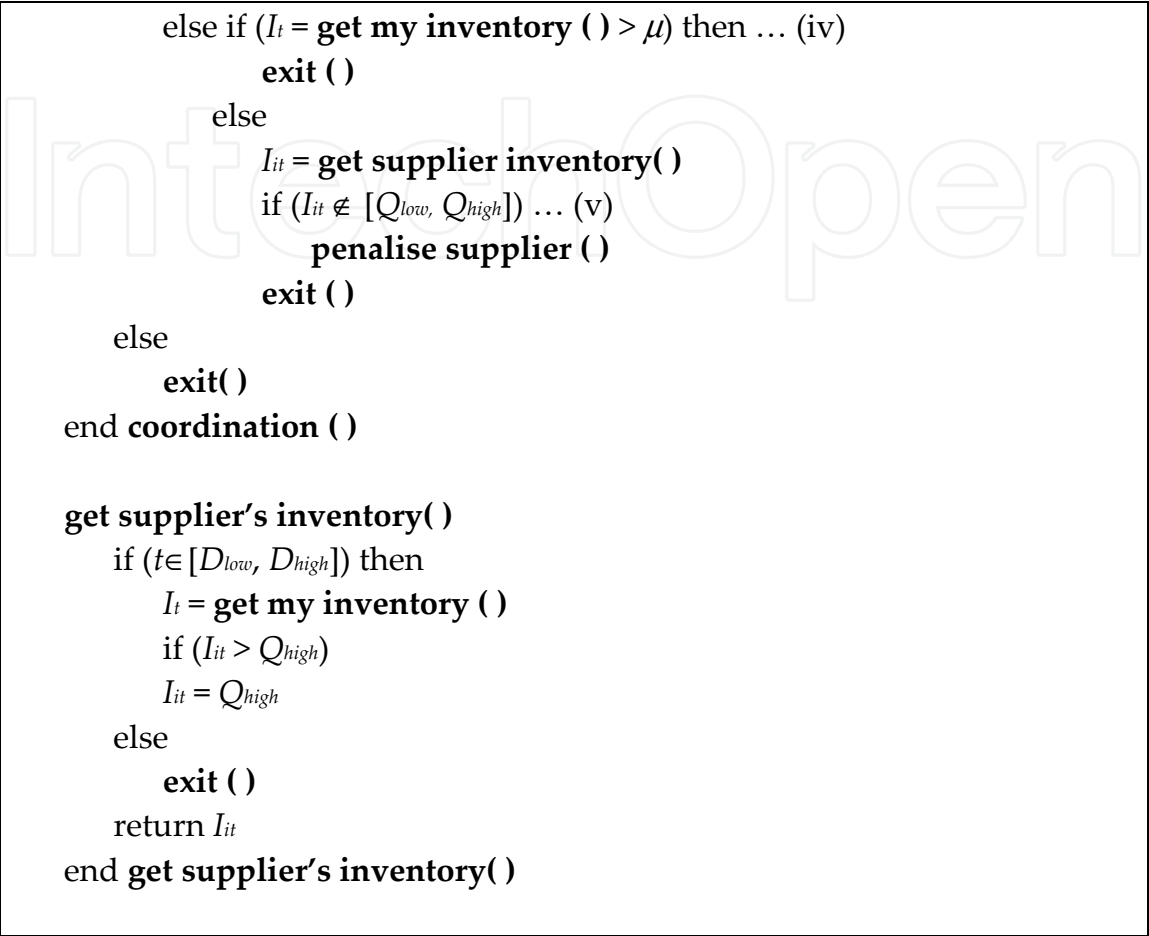 else if (It = get my inventory ( ) > μ) then … (iv)
exit ( )
else
Iit = get supplier inventory( )
if (Iit ∉ [Qlow, Qhigh]) … (v)
penalise supplier ( )
exit ( )
else
exit( )
end coordination ( )
get supplier’s inventory( )
if (t∈[Dlow, Dhigh]) then
It = get my inventory ( )
if (Iit > Qhigh)
Iit = Qhigh
else
exit ( )
return Iit
end get supplier’s inventory( )
IntechOpen